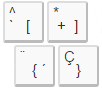 ^ *
` [ + ]
¨ Ç
{ ´ }